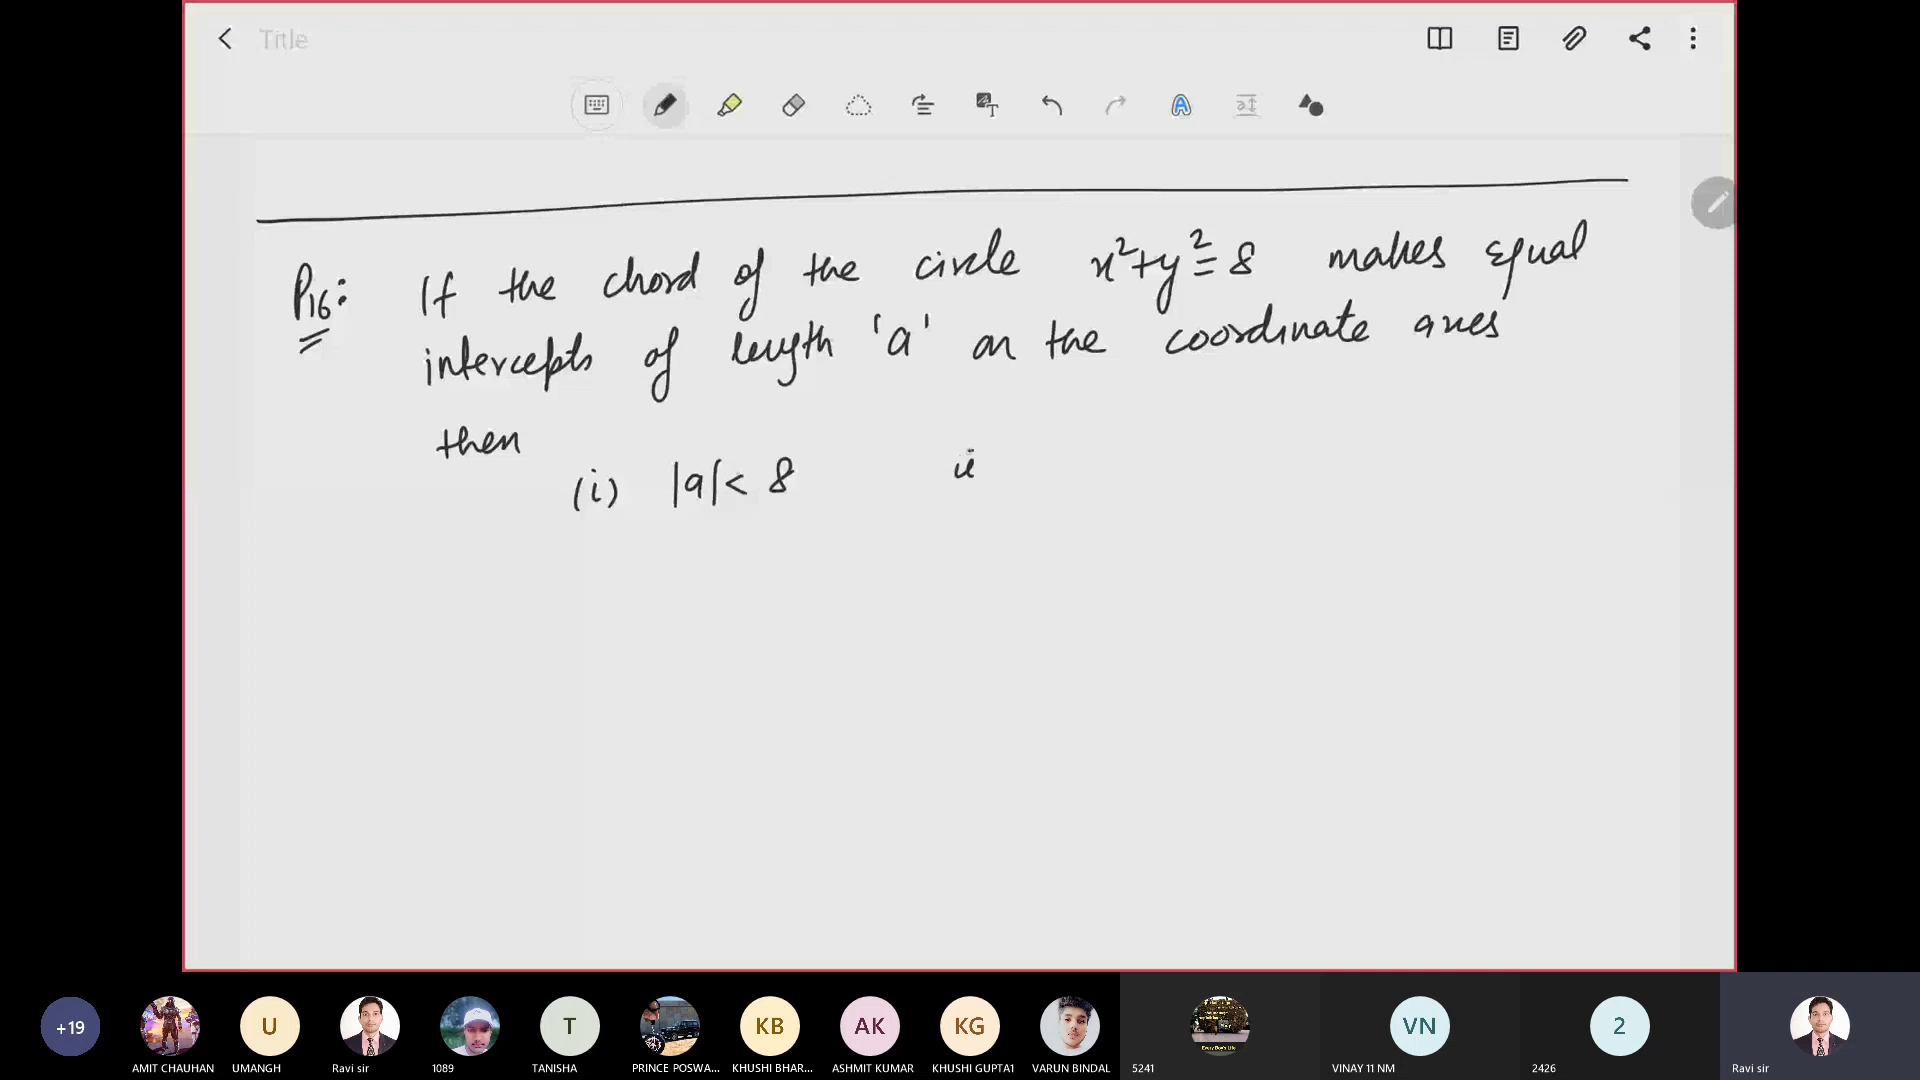 Title
P16: If the chord of the circle x²+y²=8 makes equal
intercepts of length 'a' on the coordinate axes
then
(i) |a| < 8
+19
AMIT CHAUHAN
U
UMANGH
Ravi sir
1089
T
TANISHA
PRINCE POSWA...
KB
KHUSHI BHAR...
AK
ASHMIT KUMAR
KG
KHUSHI GUPTA1
VARUN BINDAL
5241
VN
VINAY 11 NM
2
2426
Ravi sir